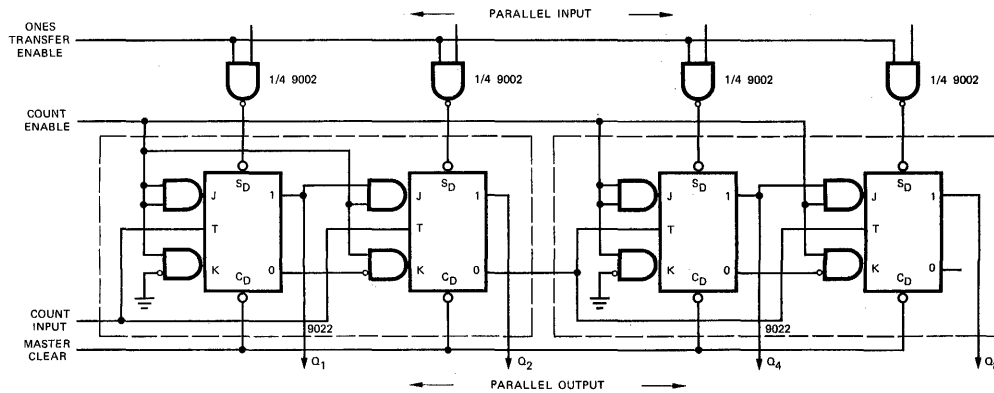 PARALLEL INPUT
ONES
TRANSFER
ENABLE
1/4 9002
1/4 9002
1/4 9002
1/4 9002
COUNT
ENABLE
SD
SD
SD
SD
J
1
J
1
J
1
J
1
T
T
T
T
K
CD
0
K
CD
0
K
CD
0
K
CD
0
COUNT
INPUT
9022
9022
MASTER
CLEAR
Q1
Q2
Q4
Q
PARALLEL OUTPUT